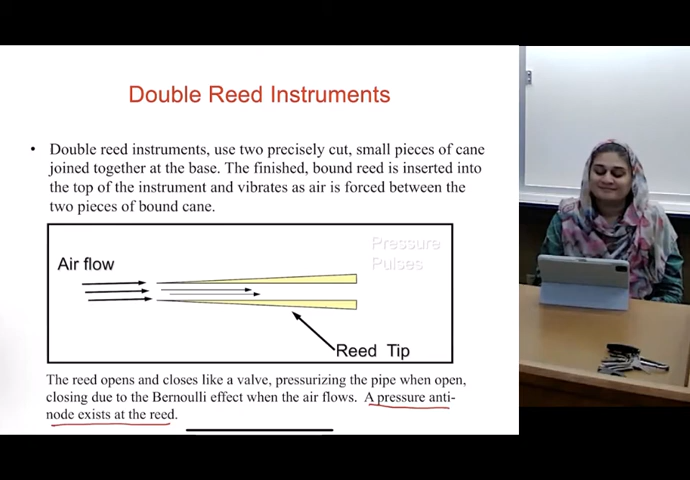 Double Reed Instruments
• Double reed instruments, use two precisely cut, small pieces of cane
joined together at the base. The finished, bound reed is inserted into
the top of the instrument and vibrates as air is forced between the
two pieces of bound cane.
Pressure
Pulses
Air flow
Reed Tip
The reed opens and closes like a valve, pressurizing the pipe when open,
closing due to the Bernoulli effect when the air flows. A pressure anti-
node exists at the reed.